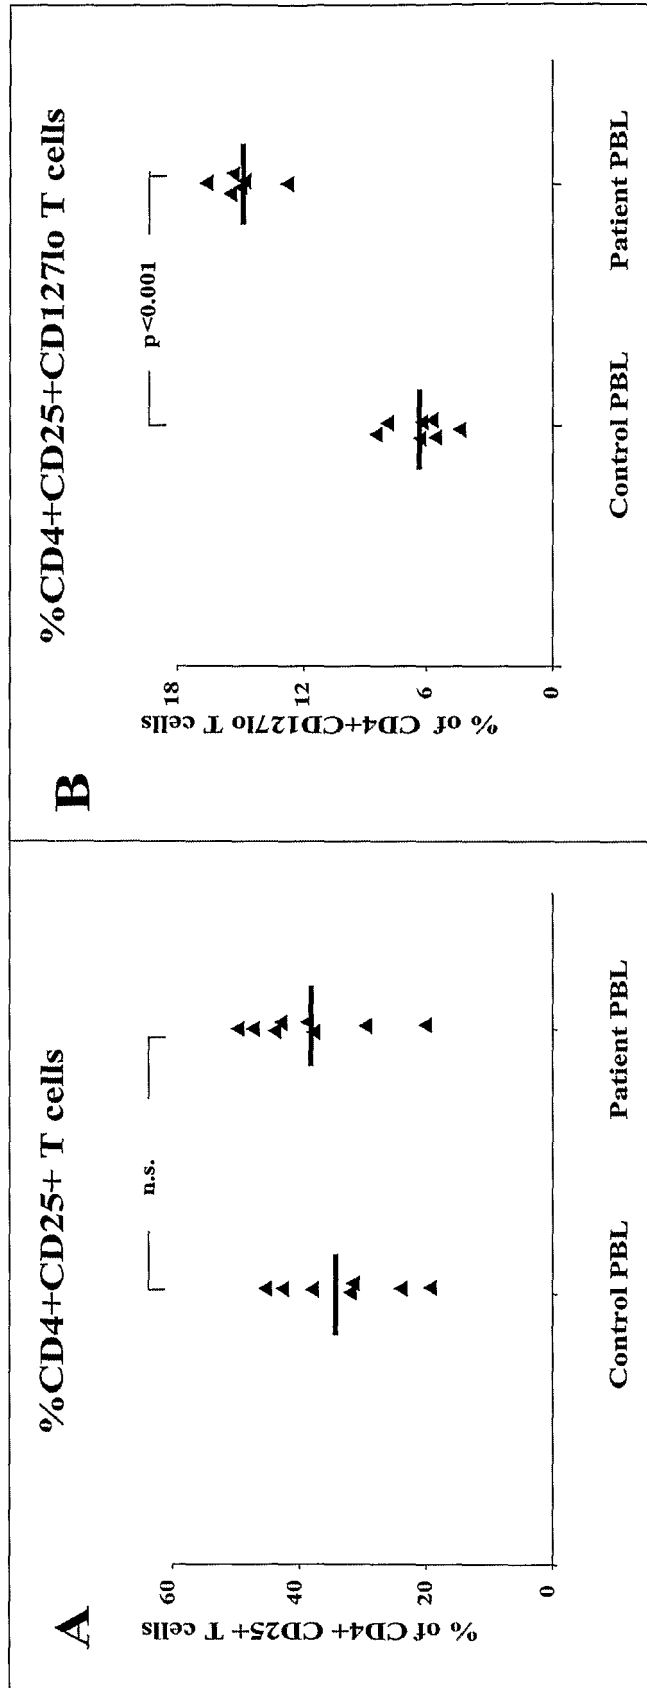 A
%CD4+CD25+ T cells
n.s.
% of CD4+ CD25+ T cells
60
40
20
0
Control PBL
Patient PBL
B
%CD4+CD25+CD127lo T cells
p<0.001
% of CD4+CD127lo T cells
18
12
6
0
Control PBL
Patient PBL